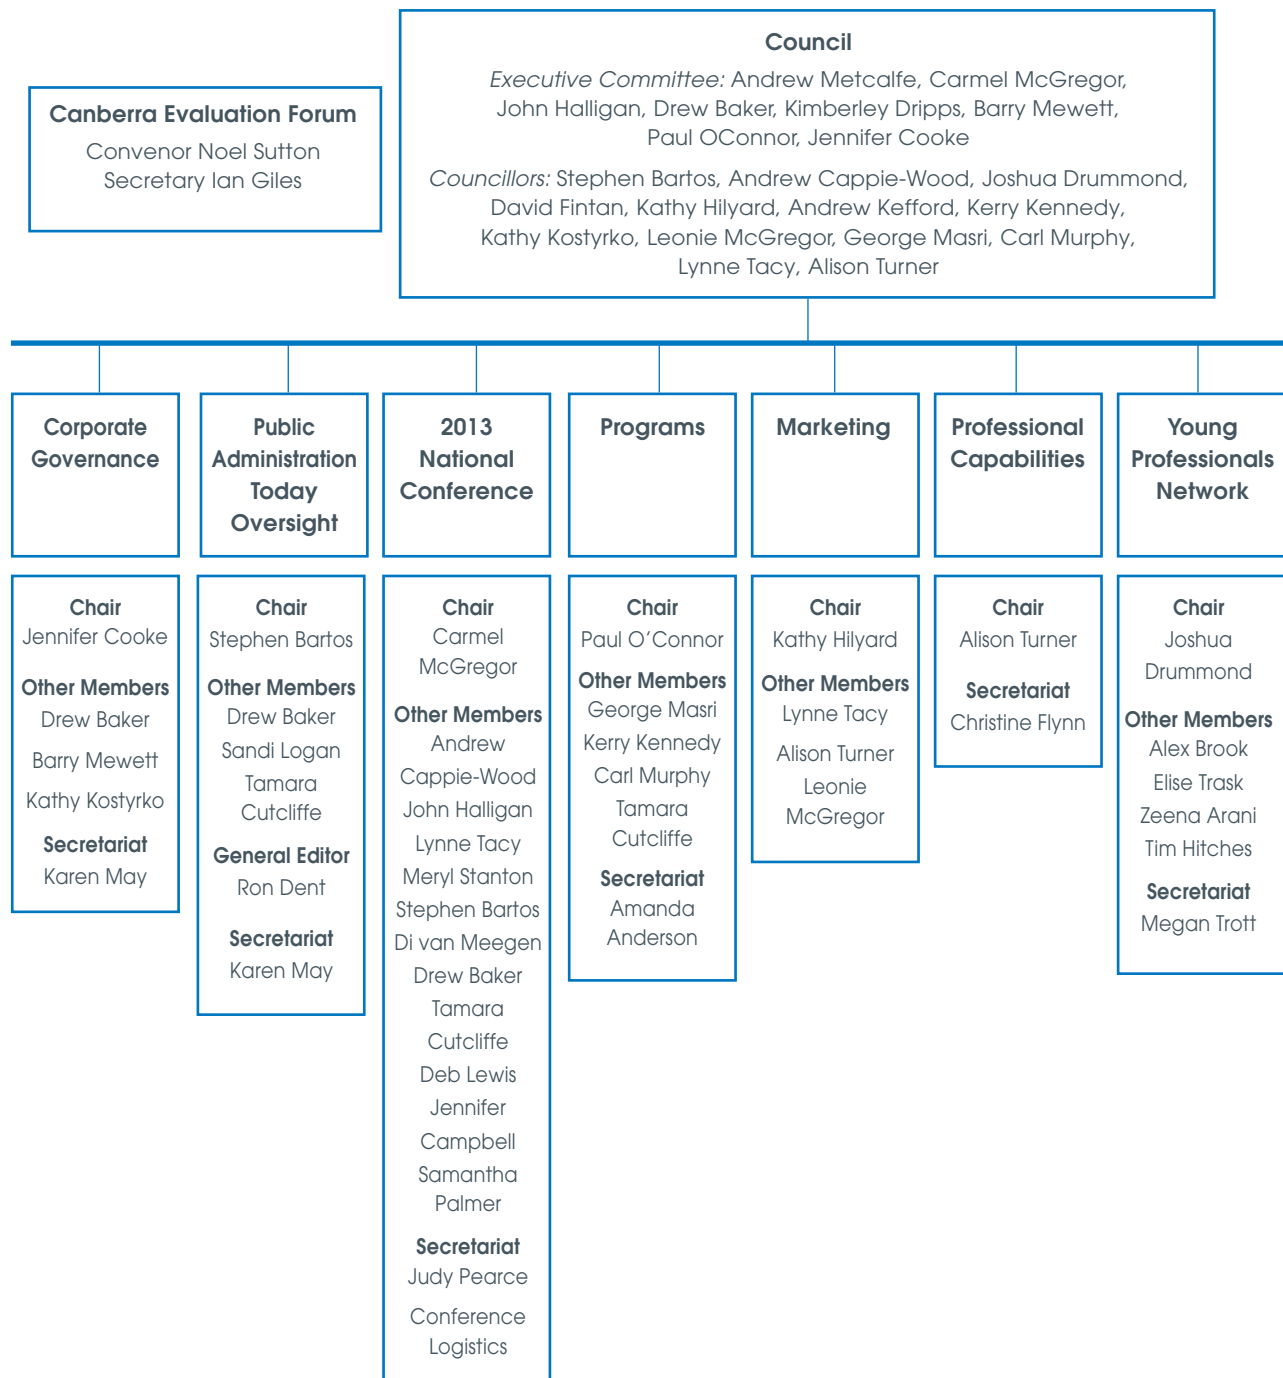 Canberra Evaluation Forum
Convenor Noel Sutton
Secretary Ian Giles
Council
Executive Committee: Andrew Metcalfe, Carmel McGregor,
John Halligan, Drew Baker, Kimberley Dripps, Barry Mewett,
Paul OConnor, Jennifer Cooke
Councillors: Stephen Bartos, Andrew Cappie-Wood, Joshua Drummond,
David Fintan, Kathy Hilyard, Andrew Kefford, Kerry Kennedy,
Kathy Kostyrko, Leonie McGregor, George Masri, Carl Murphy,
Lynne Tacy, Alison Turner
Corporate
Governance
Chair
Jennifer Cooke
Other Members
Drew Baker
Barry Mewett
Kathy Kostyrko
Secretariat
Karen May
Public
Administration
Today
Oversight
Chair
Stephen Bartos
Other Members
Drew Baker
Sandi Logan
Tamara
Cutcliffe
General Editor
Ron Dent
Secretariat
Karen May
2013
National
Conference
Chair
Carmel
McGregor
Other Members
Andrew
Cappie-Wood
John Halligan
Lynne Tacy
Meryl Stanton
Stephen Bartos
Di van Meegen
Drew Baker
Tamara
Cutcliffe
Deb Lewis
Jennifer
Campbell
Samantha
Palmer
Secretariat
Judy Pearce
Conference
Logistics
Programs
Chair
Paul O’Connor
Other Members
George Masri
Kerry Kennedy
Carl Murphy
Tamara
Cutcliffe
Secretariat
Amanda
Anderson
Marketing
Chair
Kathy Hilyard
Other Members
Lynne Tacy
Alison Turner
Leonie
McGregor
Professional
Capabilities
Chair
Alison Turner
Secretariat
Christine Flynn
Young
Professionals
Network
Chair
Joshua
Drummond
Other Members
Alex Brook
Elise Trask
Zeena Arani
Tim Hitches
Secretariat
Megan Trott